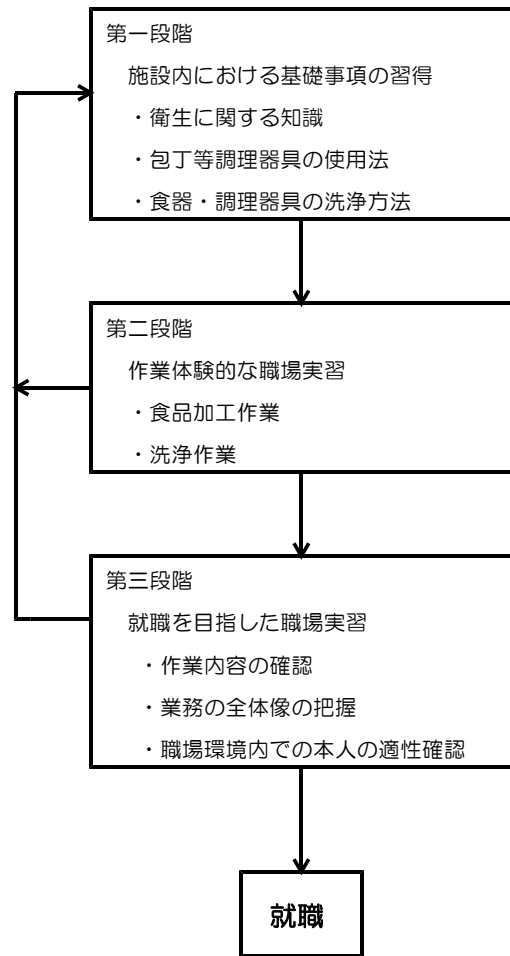 第一段階
施設内における基礎事項の習得
・衛生に関する知識
・包丁等調理器具の使用法
・食器・調理器具の洗浄方法
第二段階
作業体験的な職場実習
・食品加工作業
・洗浄作業
第三段階
就職を目指した職場実習
・作業内容の確認
・業務の全体像の把握
・職場環境内での本人の適性確認
就職